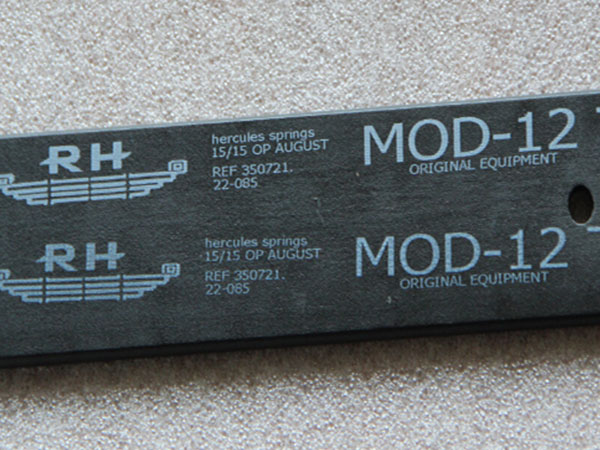 RH
hercules springs
15/15 OP AUGUST
REF 350721.
22-085
MOD-12
ORIGINAL EQUIPMENT
RH
hercules springs
15/15 OP AUGUST
REF 350721.
22-085
MOD-12
ORIGINAL EQUIPMENT